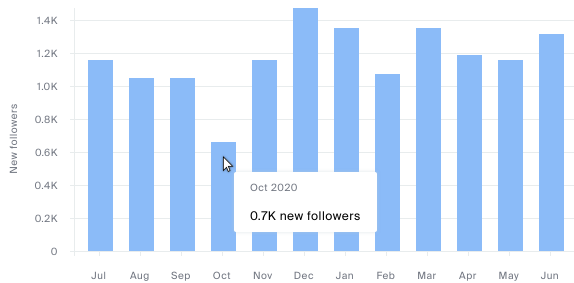 New followers
1.4K
1.2K
1.0K
0.8K
0.6K
0.4K
0.2K
0
Oct 2020
0.7K new followers
Jul Aug Sep Oct Nov Dec Jan Feb Mar Apr May Jun